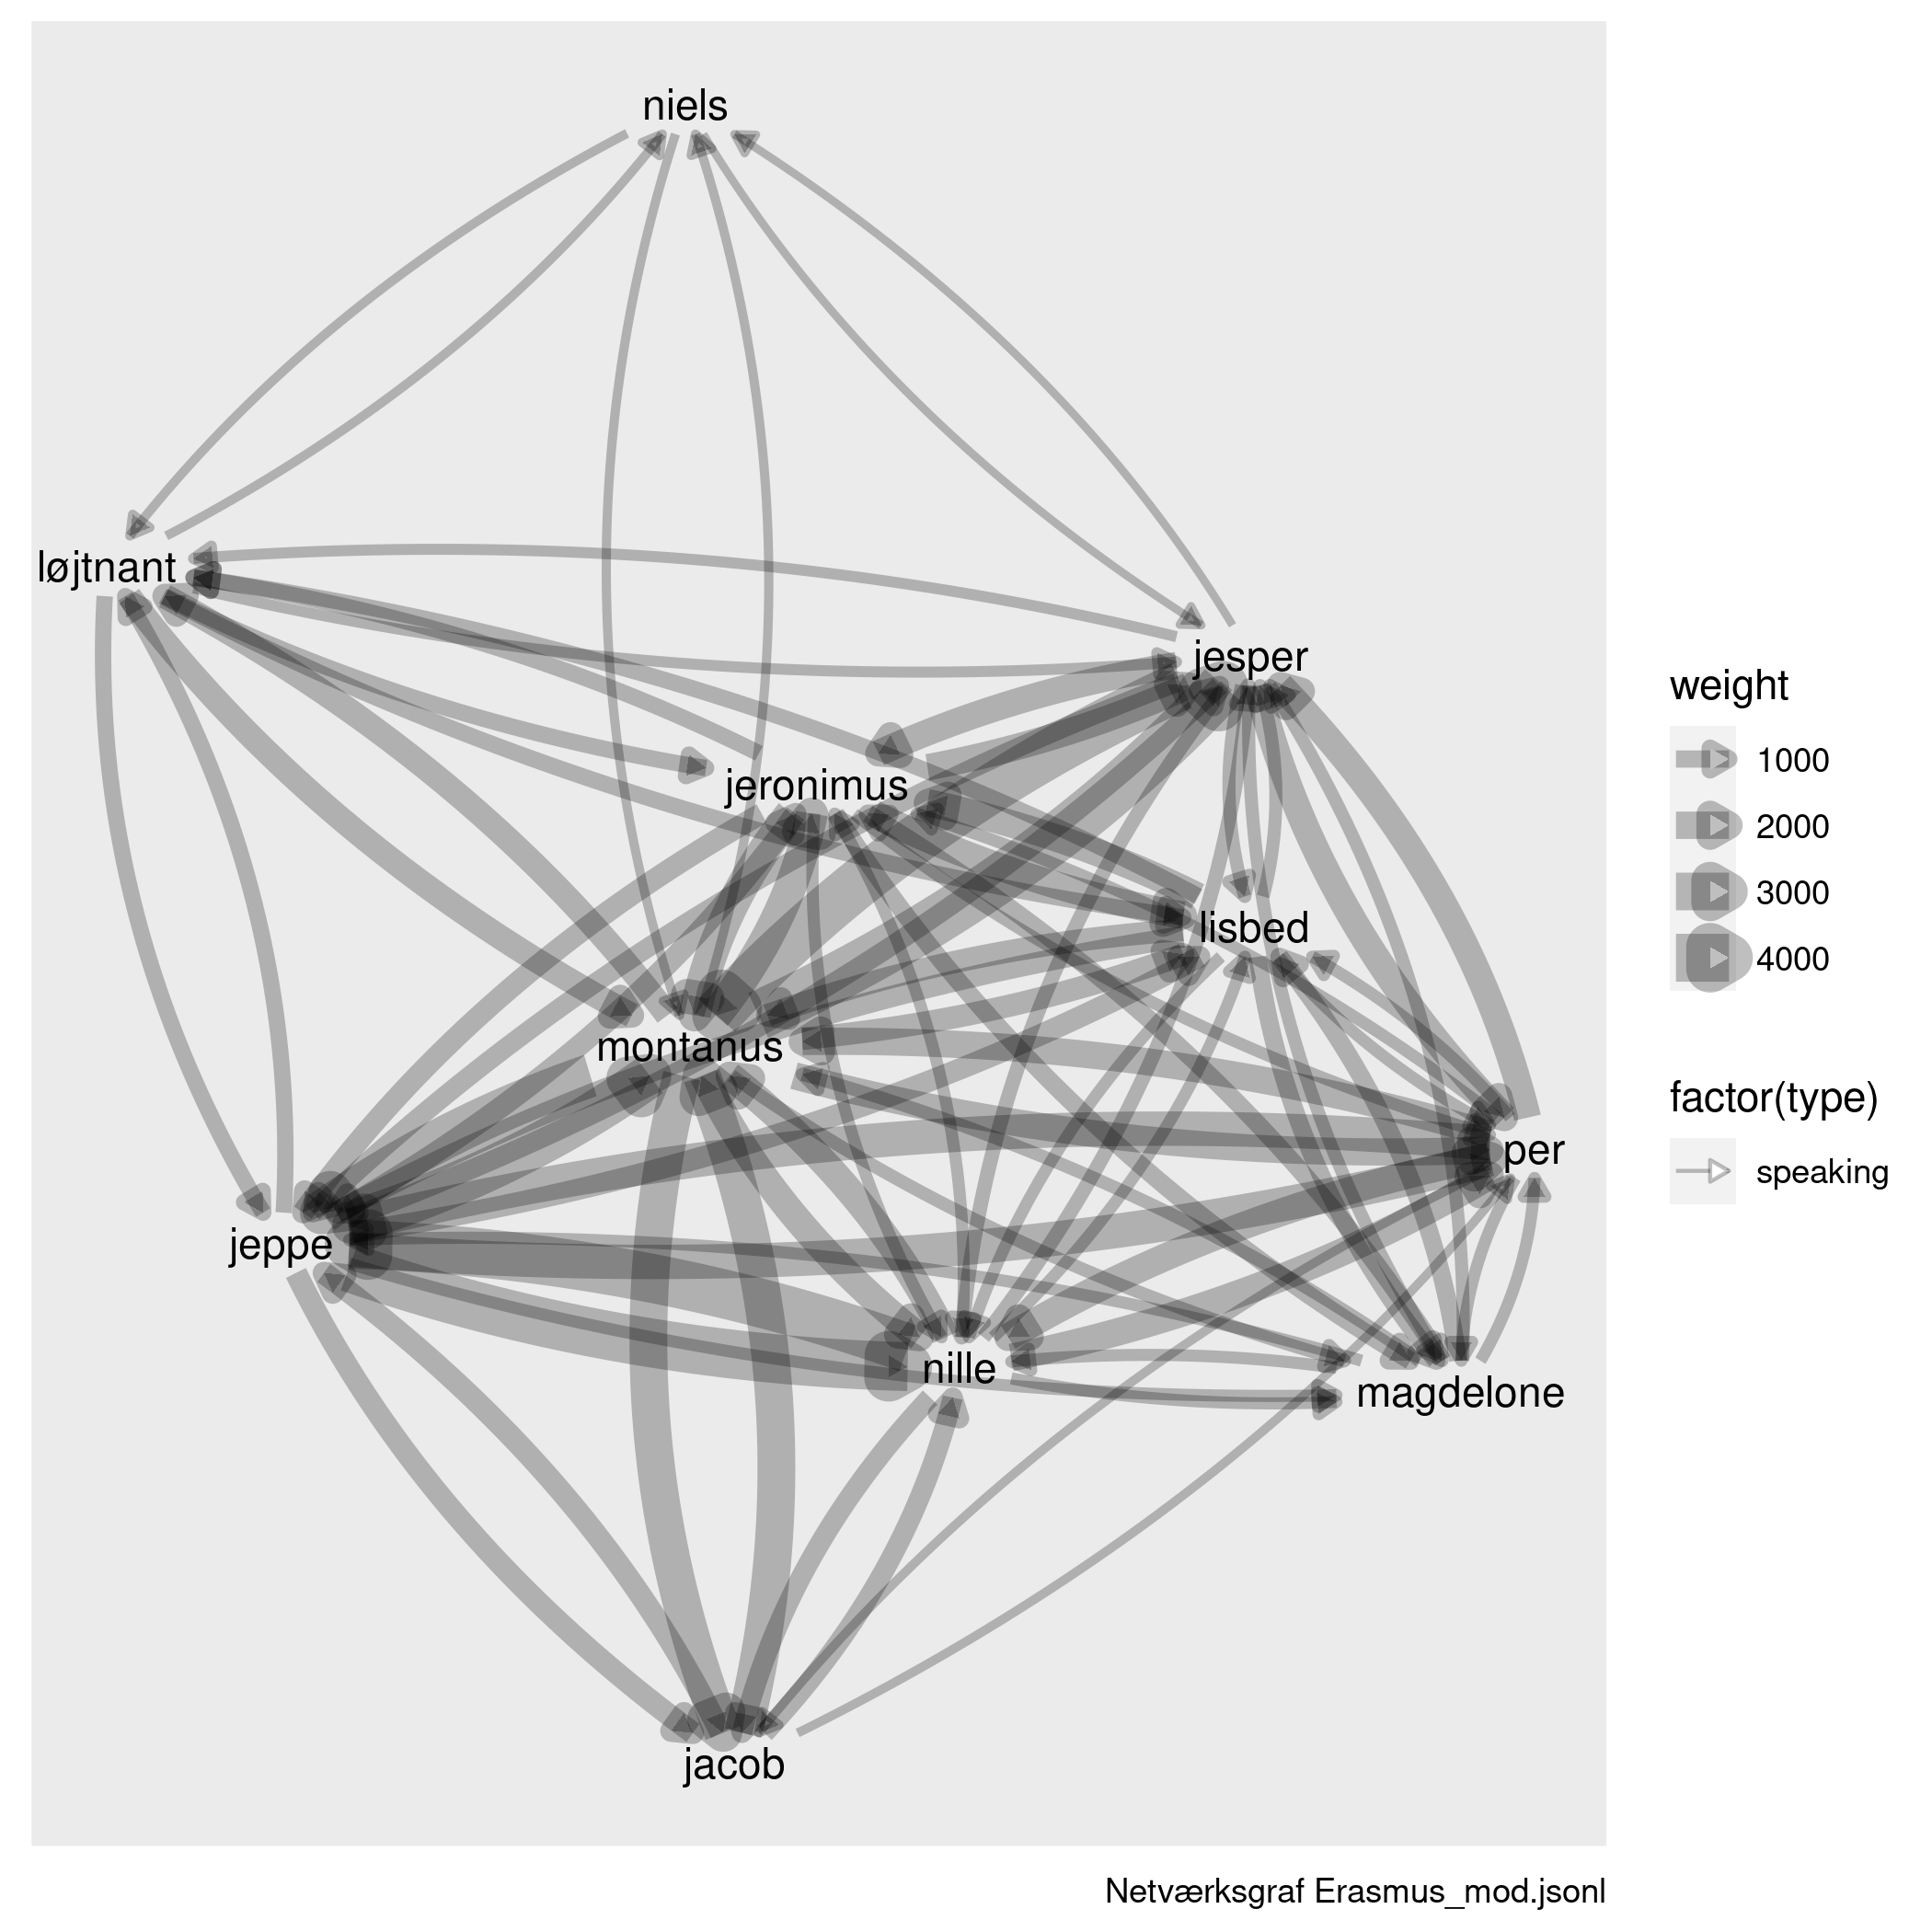 niels
løjtnant
jesper
jeronimus
lisbed
montanus
per
jeppe
nille
magdelone
jacob
weight
1000
2000
3000
4000
factor(type)
speaking
Netværksgraf Erasmus_mod.jsonl